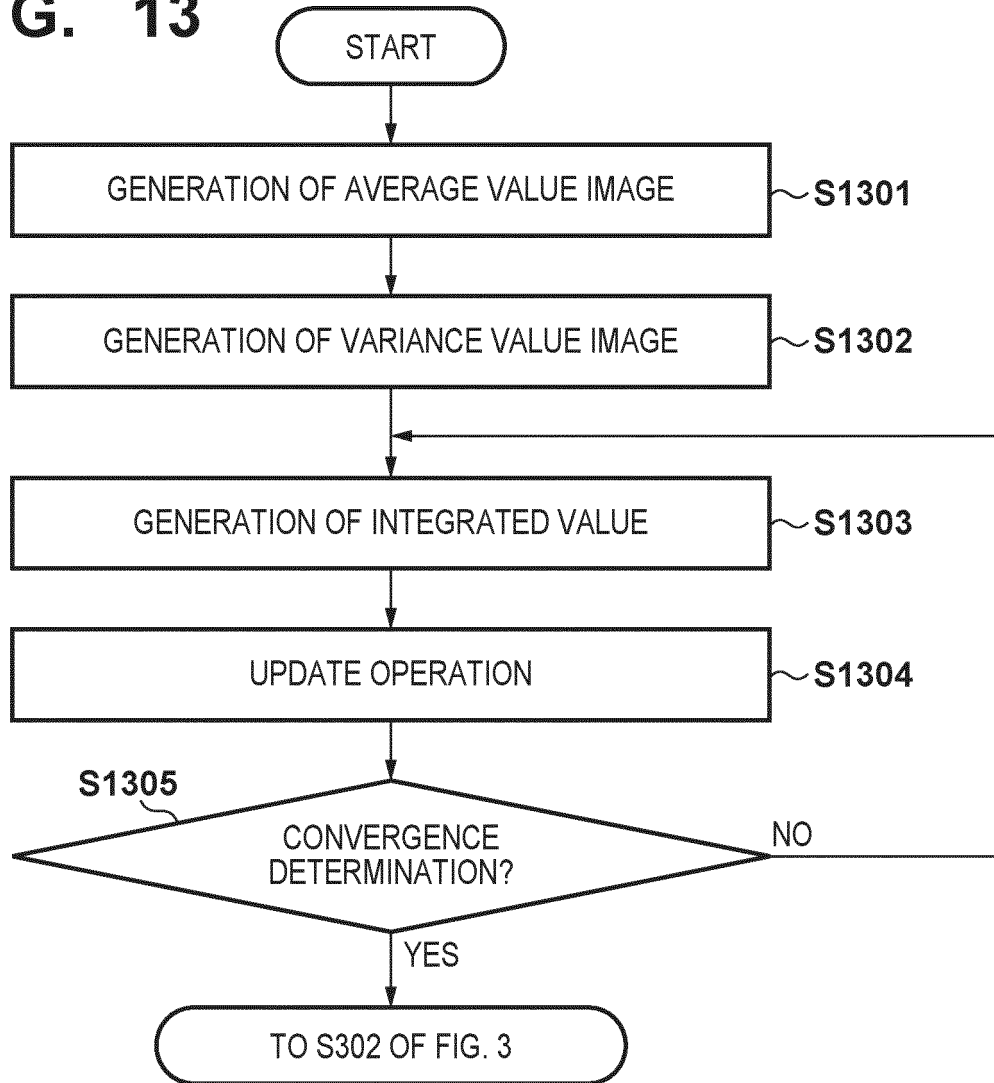 G. 13
START
GENERATION OF AVERAGE VALUE IMAGE
S1301
GENERATION OF VARIANCE VALUE IMAGE
S1302
GENERATION OF INTEGRATED VALUE
S1303
UPDATE OPERATION
S1304
S1305
CONVERGENCE
DETERMINATION?
NO
YES
TO S302 OF FIG. 3